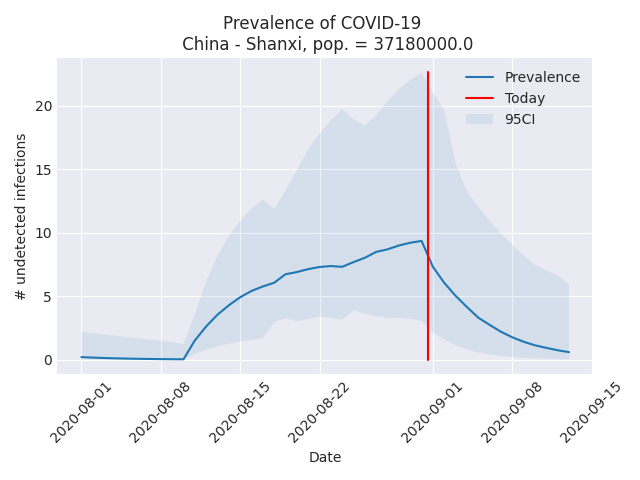 Prevalence of COVID-19
China - Shanxi, pop. = 37180000.0
Prevalence
Today
95CI
# undetected infections
20
15
10
5
0
2020-08-01
2020-08-08
2020-08-15
2020-08-22
2020-09-01
2020-09-08
2020-09-15
Date